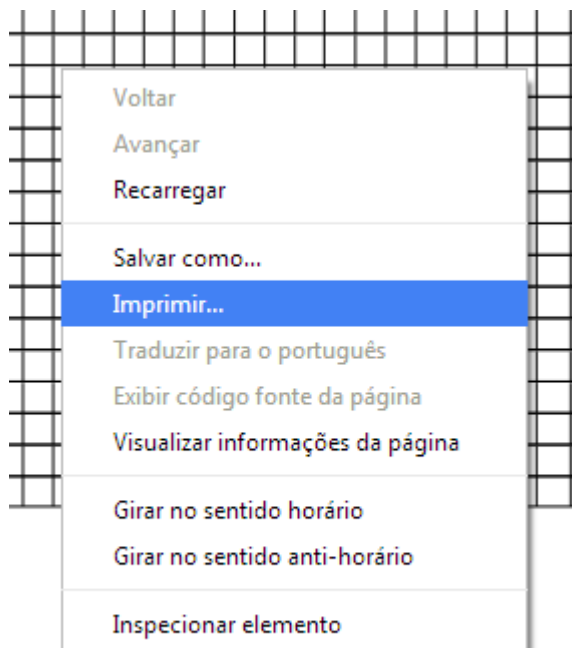 Voltar
Avançar
Recarregar
Salvar como...
Imprimir...
Traduzir para o português
Exibir código fonte da página
Visualizar informações da página
Girar no sentido horário
Girar no sentido anti-horário
Inspecionar elemento